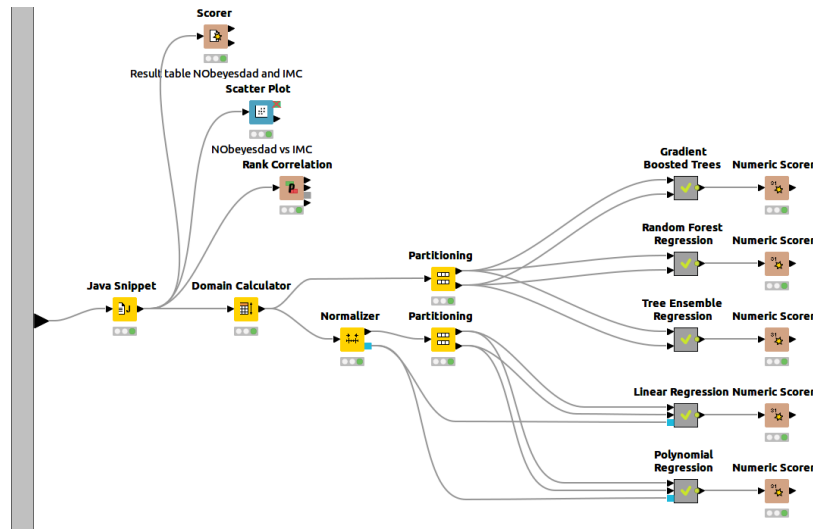 Scorer
Result table NObeyesdad and IMC
Scatter Plot
NObeyesdad vs IMC
Rank Correlation
Gradient
Boosted Trees
Numeric Scorer
Partitioning
Random Forest
Regression
Numeric Scorer
Java Snippet
Domain Calculator
Normalizer
Partitioning
Tree Ensemble
Regression
Numeric Scorer
Linear Regression
Numeric Scorer
Polynomial
Regression
Numeric Scorer